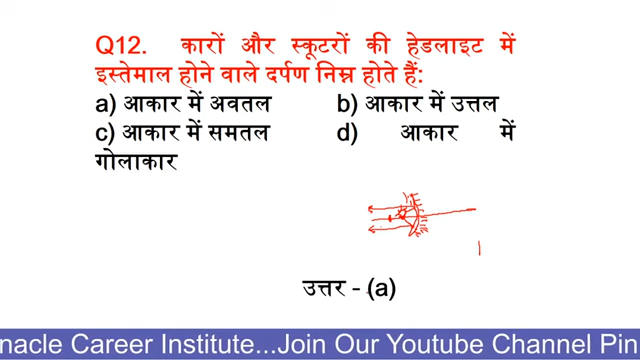 Q12. कारों और स्कूटरों की हेडलाइट में
इस्तेमाल होने वाले दर्पण निम्न होते हैं:
a) आकार में अवतल b) आकार में उत्तल
c) आकार में समतल d) आकार में
गोलाकार
उत्तर - (a)
nacle Career Institute...Join Our Youtube Channel Pin